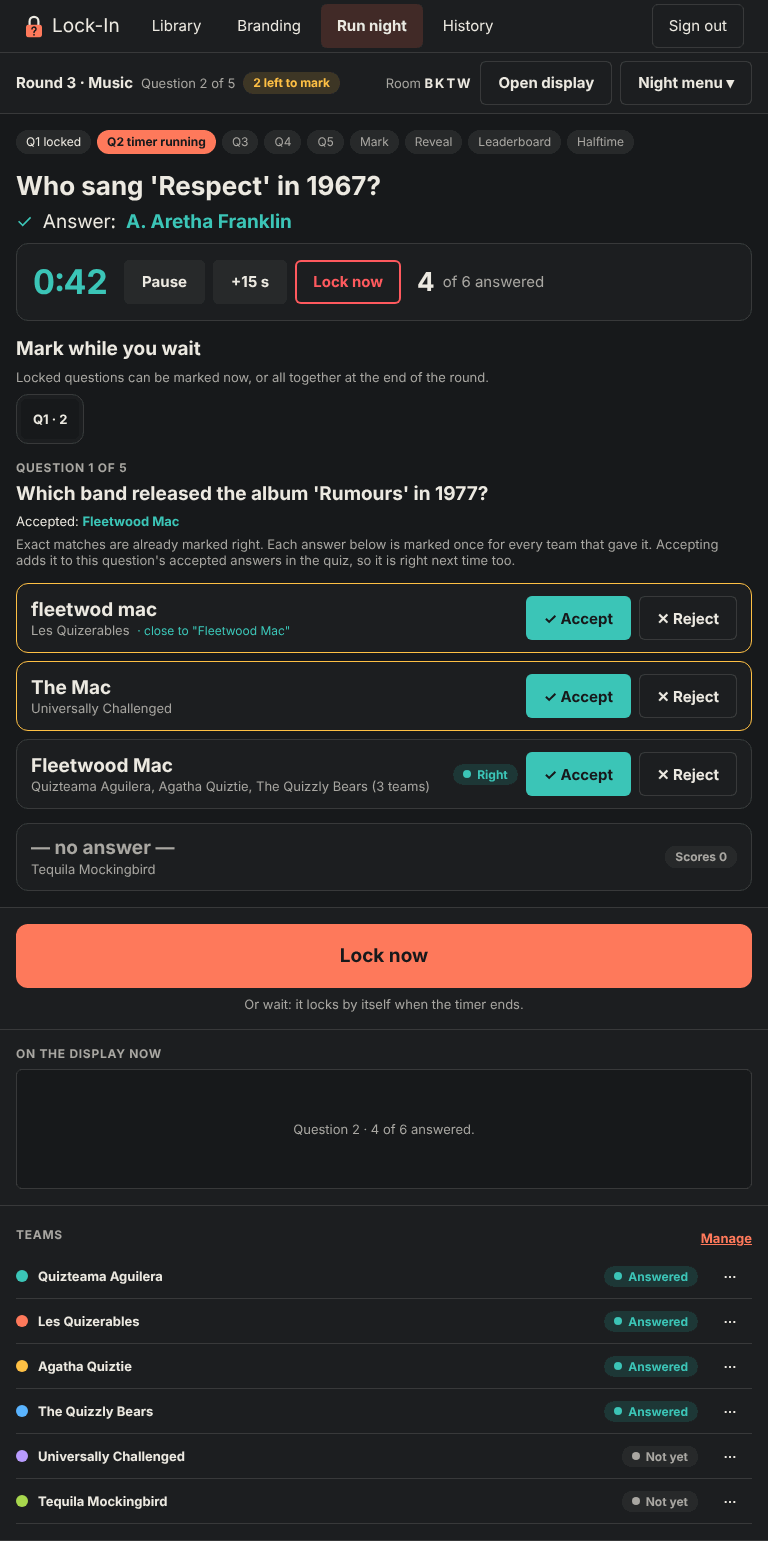 Lock-In Library Branding Run night History Sign out
Round 3 · Music Question 2 of 5 2 left to mark Room BKTW Open display Night menu ▾
Q1 locked Q2 timer running Q3 Q4 Q5 Mark Reveal Leaderboard Halftime
Who sang 'Respect' in 1967?
✓ Answer: A. Aretha Franklin
0:42 Pause +15 s Lock now 4 of 6 answered
Mark while you wait
Locked questions can be marked now, or all together at the end of the round.
Q1 · 2
QUESTION 1 OF 5
Which band released the album 'Rumours' in 1977?
Accepted: Fleetwood Mac
Exact matches are already marked right. Each answer below is marked once for every team that gave it. Accepting
adds it to this question's accepted answers in the quiz, so it is right next time too.
fleetwod mac
Les Quizerables · close to "Fleetwood Mac"
✓ Accept ✕ Reject
The Mac
Universally Challenged
✓ Accept ✕ Reject
Fleetwood Mac
Quizteama Aguilera, Agatha Quiztie, The Quizzly Bears (3 teams)
Right ✓ Accept ✕ Reject
— no answer —
Tequila Mockingbird
Scores 0
Lock now
Or wait: it locks by itself when the timer ends.
ON THE DISPLAY NOW
Question 2 · 4 of 6 answered.
TEAMS Manage
Quizteama Aguilera Answered ···
Les Quizerables Answered ···
Agatha Quiztie Answered ···
The Quizzly Bears Answered ···
Universally Challenged Not yet ···
Tequila Mockingbird Not yet ···